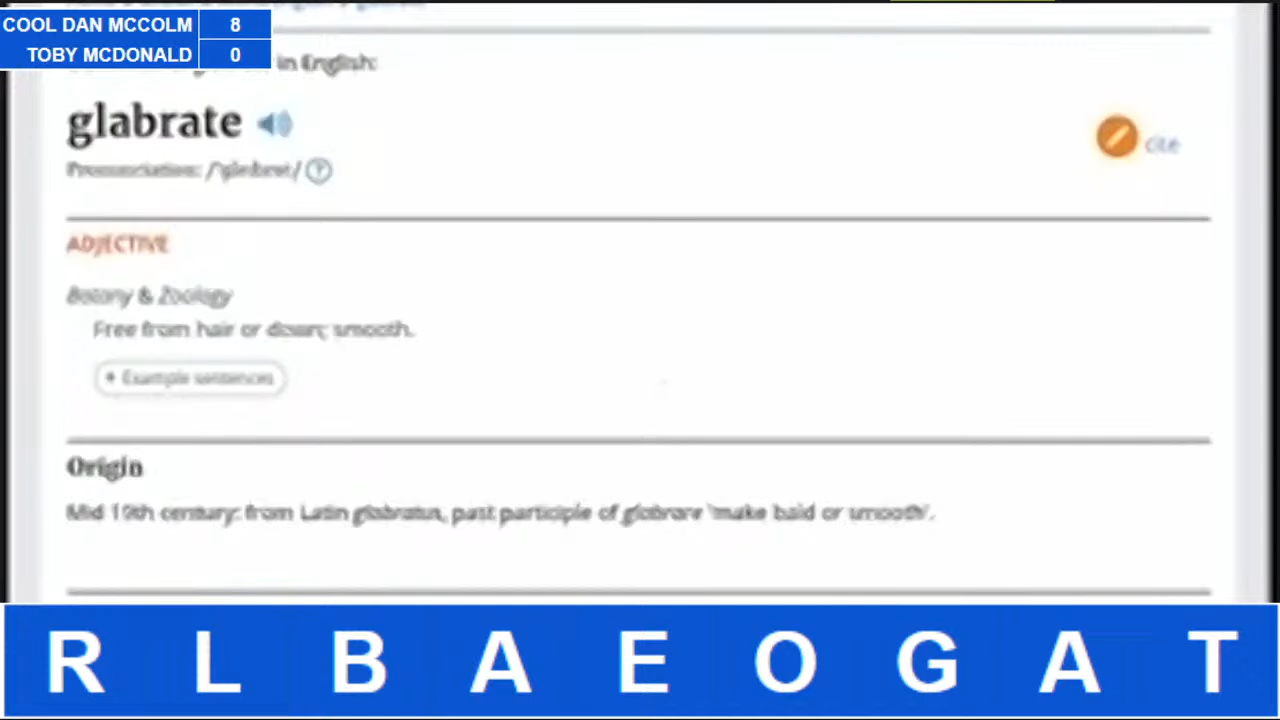 COOL DAN MCCOLM 8
TOBY MCDONALD 0
in English:
glabrate
Pronunciation:
cite
ADJECTIVE
Botany & Zoology
Free from hair or down; smooth.
+ Example sentences
Origin
Mid 19th century: from Latin glabratus, past participle of glabrare 'make bald or smooth'.
R L B A E O G A T